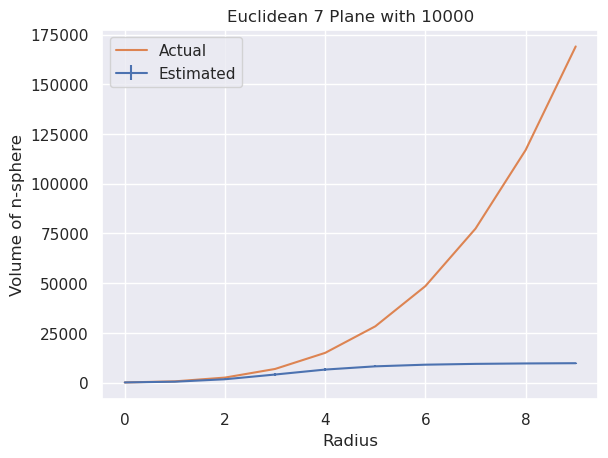 Euclidean 7 Plane with 10000
Actual
Estimated
175000
150000
125000
100000
75000
50000
25000
0
Volume of n-sphere
0 2 4 6 8
Radius